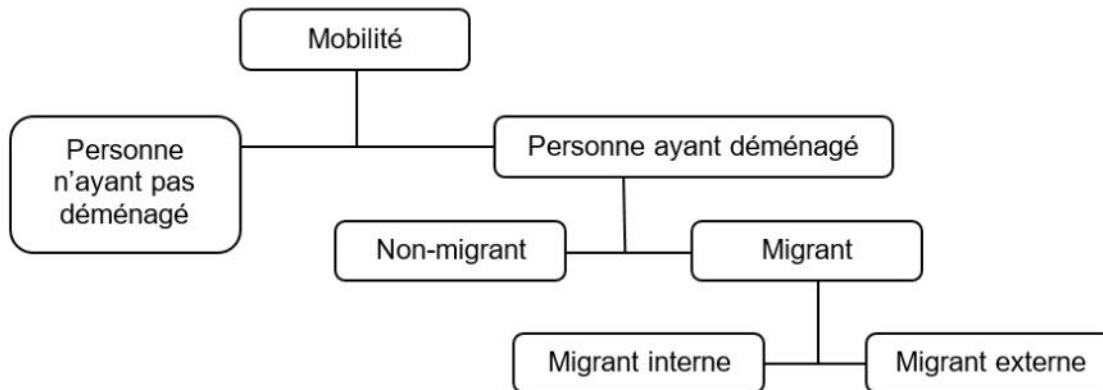 Mobilité
Personne
n’ayant pas
déménagé
Personne ayant déménagé
Non-migrant
Migrant
Migrant interne
Migrant externe